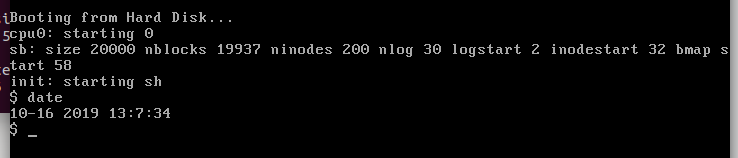 Booting from Hard Disk...
cpu0: starting 0
sb: size 20000 nblocks 19937 ninodes 200 nlog 30 logstart 2 inodestart 32 bmap s
tart 58
init: starting sh
$ date
10-16 2019 13:7:34
$ _